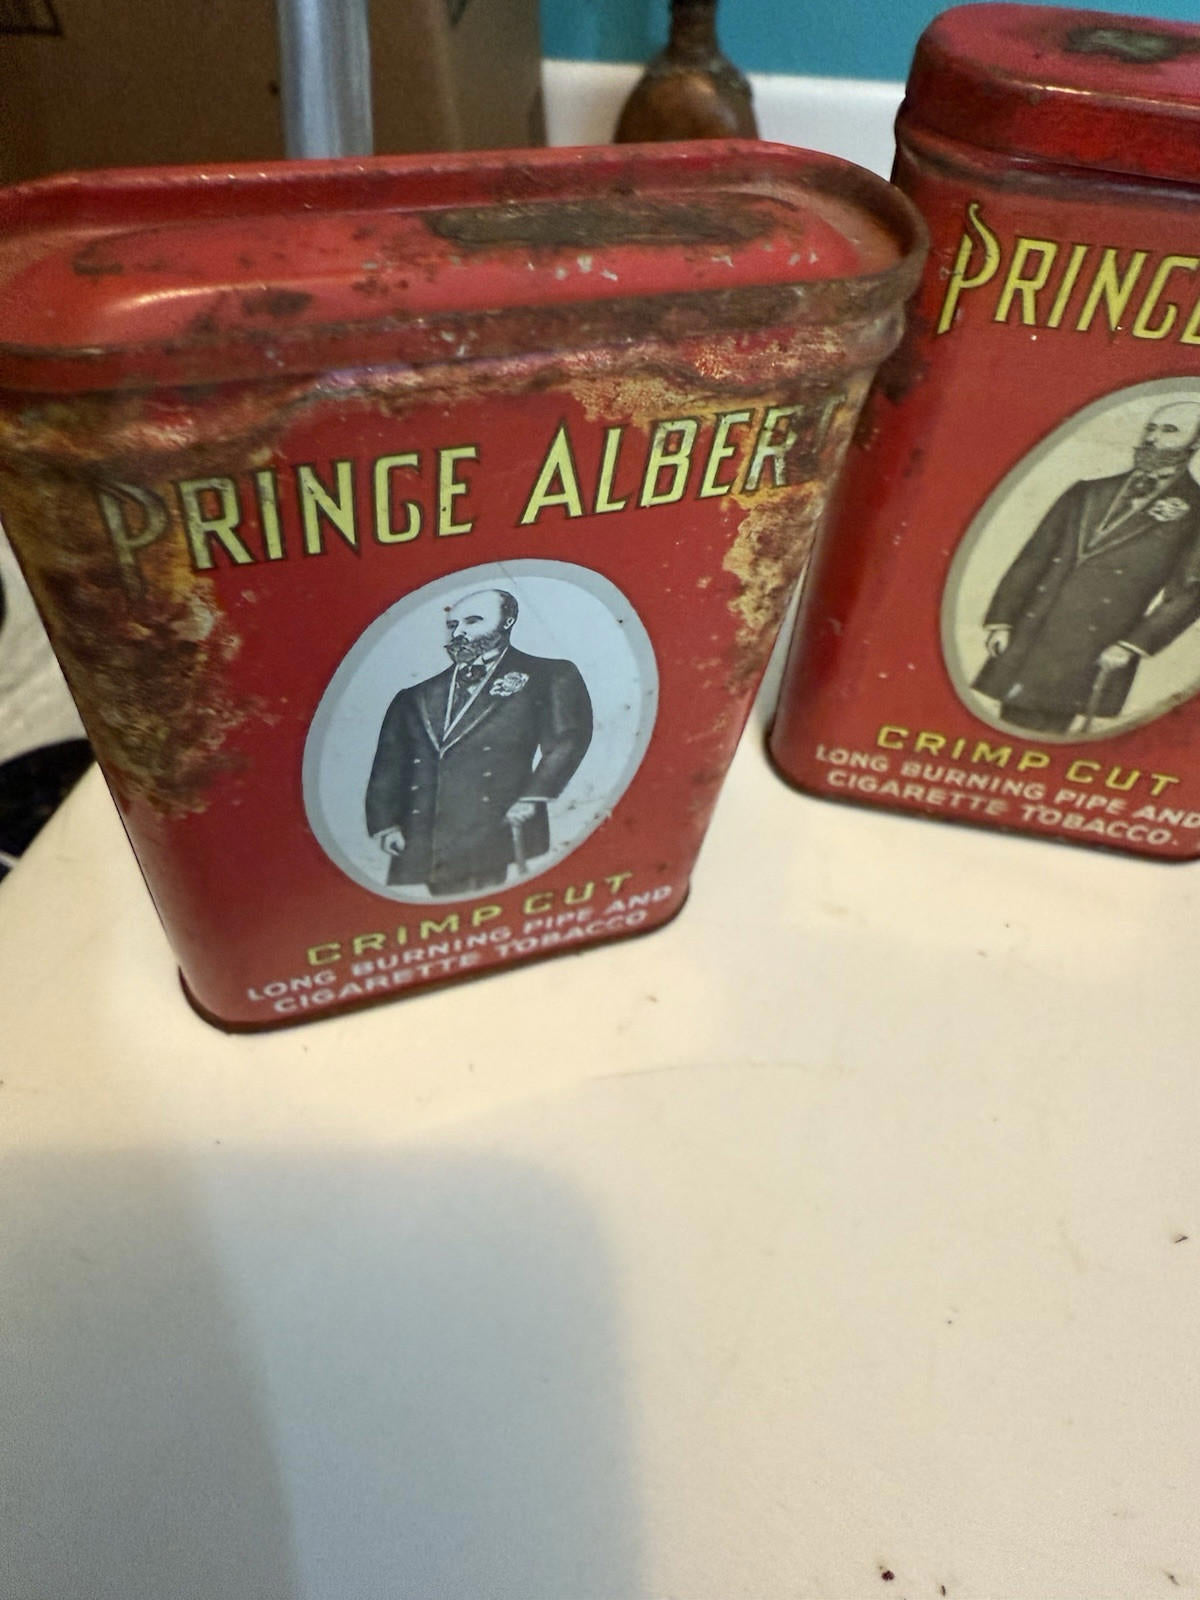 PRINCE ALBERT
CRIMP CUT
LONG BURNING PIPE AND
CIGARETTE TOBACCO
PRINCE
CRIMP CUT
LONG BURNING PIPE AND
CIGARETTE TOBACCO.